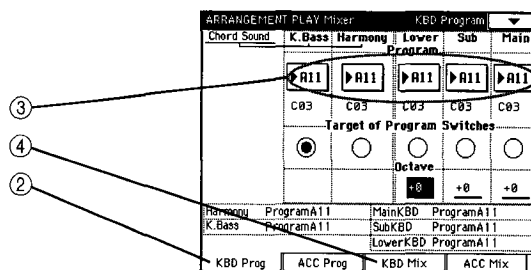 ARRANGEMENT PLAY Mixer KBD Program ▼
Chord Sound K.Bass Harmony Lower Sub Main
Program
③
▶A11 ▶A11 ▶A11 ▶A11 ▶A11
C03 C03 C03 C03 C03
④
Target of Program Switches
②
Octave
+0 +0 +0
Harmony ProgramA11 MainKBD ProgramA11
K.Bass ProgramA11 SubKBD ProgramA11
LowerKBD ProgramA11
KBD Prog ACC Prog KBD Mix ACC Mix